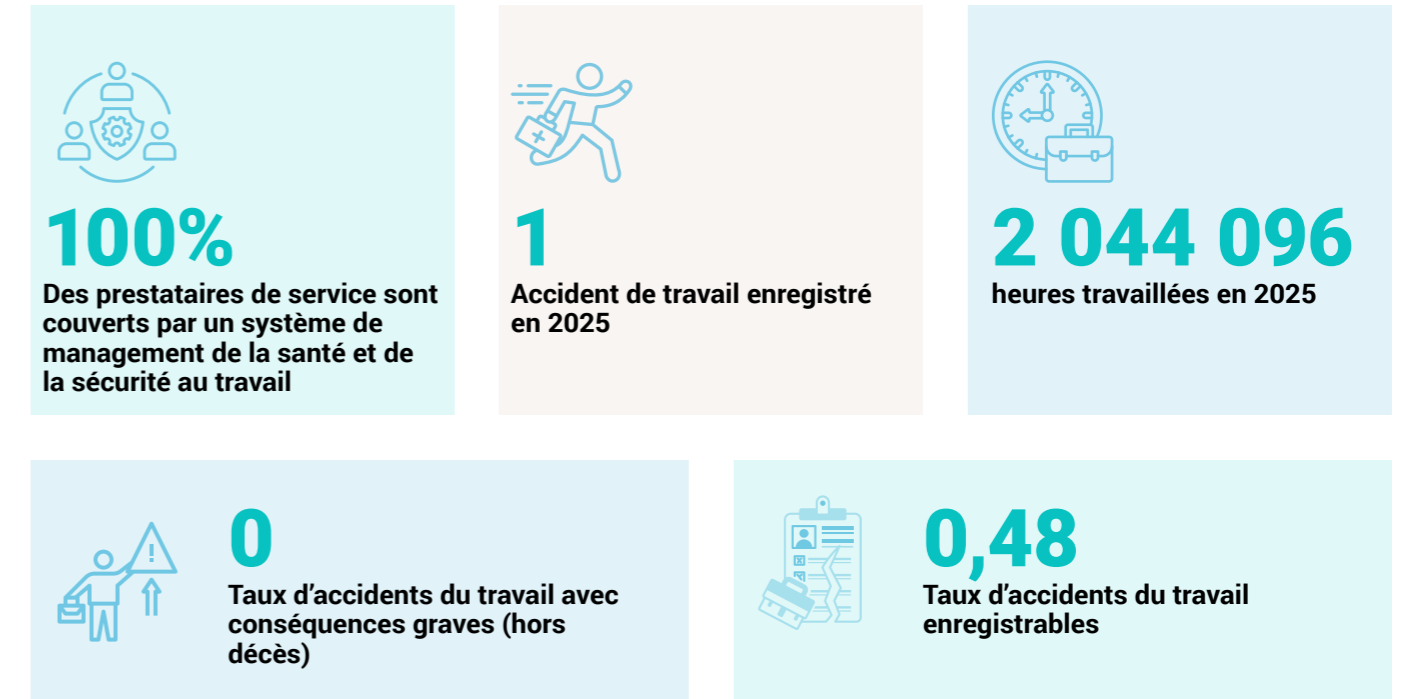 100%
Des prestataires de service sont
couverts par un système de
management de la santé et de
la sécurité au travail
1
Accident de travail enregistré
en 2025
2 044 096
heures travaillées en 2025
0
Taux d’accidents du travail avec
conséquences graves (hors
décès)
0,48
Taux d’accidents du travail
enregistrables